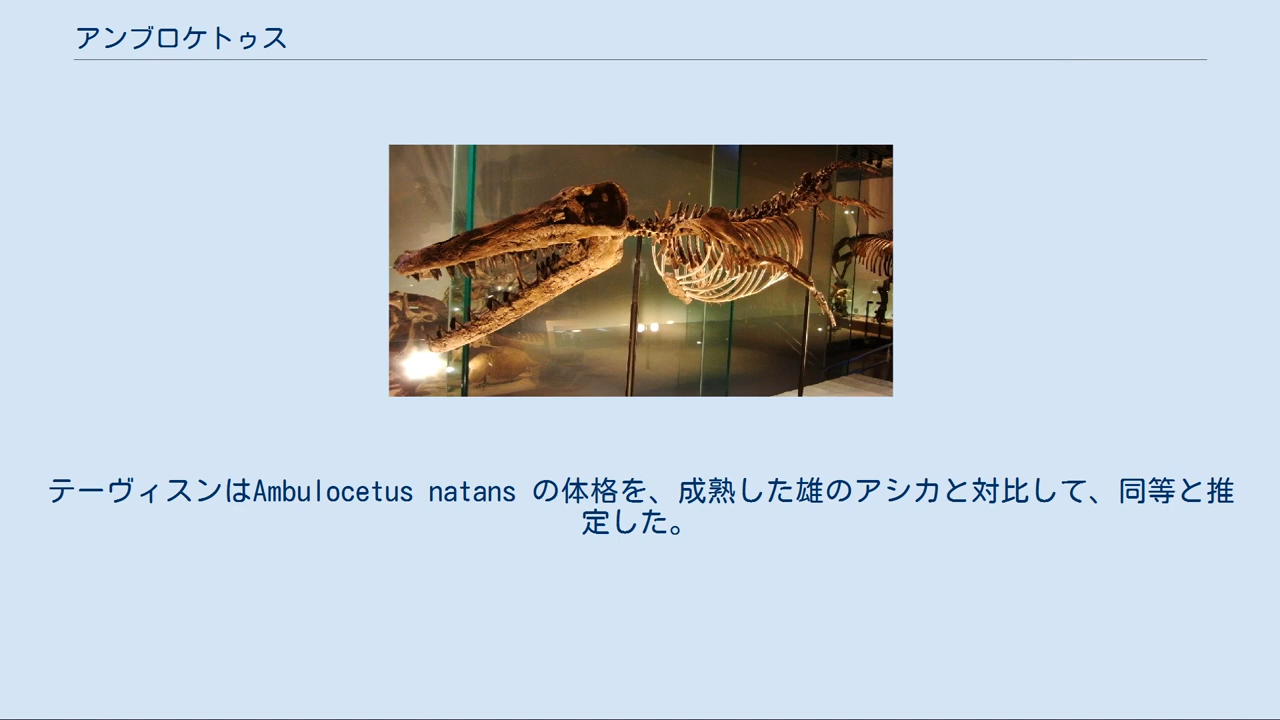 アンブロケトゥス
テーヴィスンはAmbulocetus natans の体格を、成熟した雄のアシカと対比して、同等と推
定した。